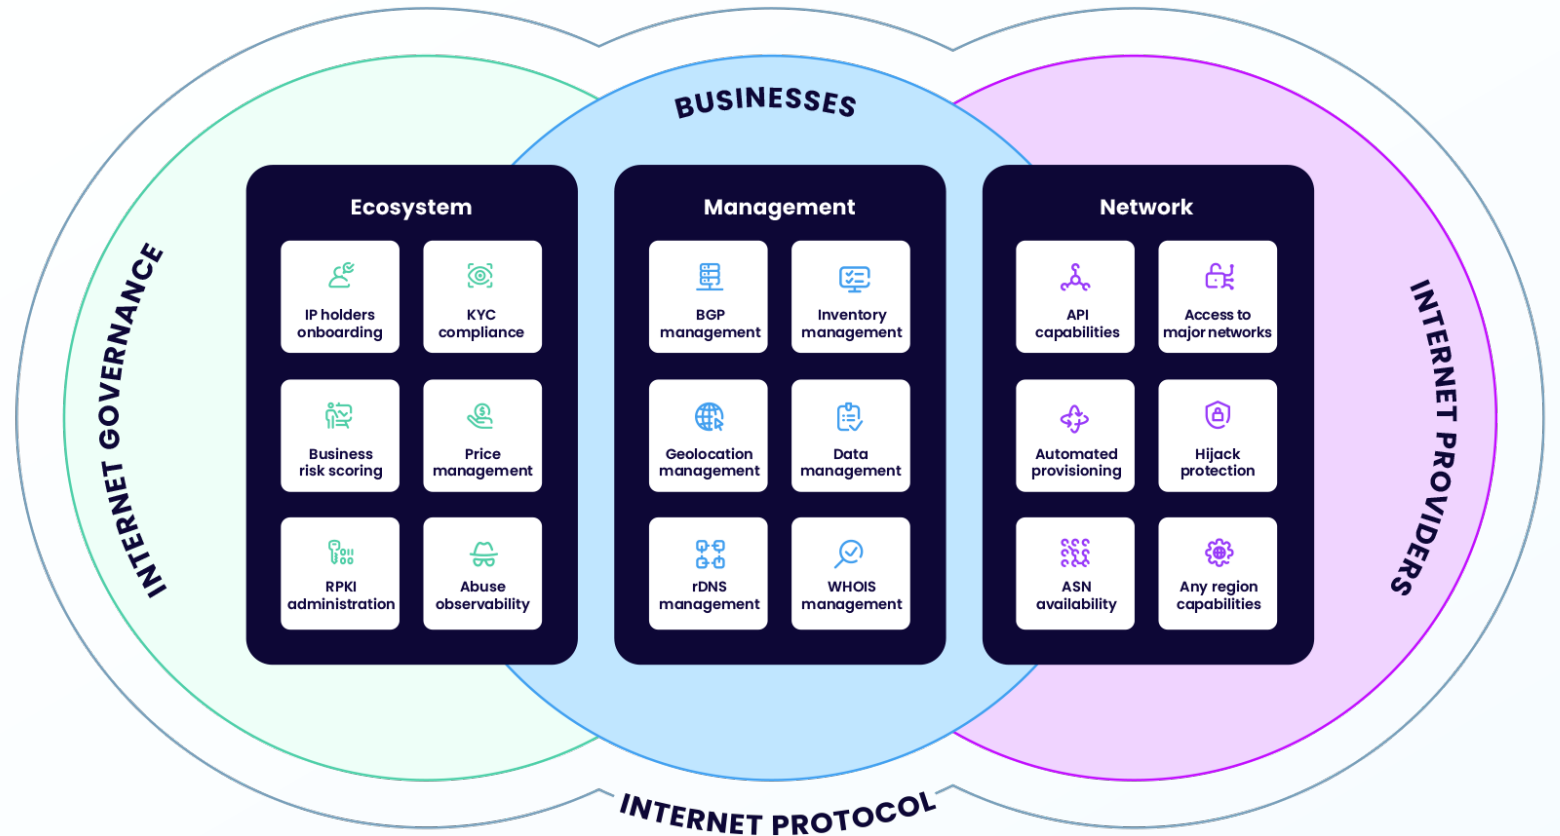 BUSINESSES
INTERNET GOVERNANCE
Ecosystem
IP holders
onboarding
KYC
compliance
Business
risk scoring
Price
management
RPKI
administration
Abuse
observability
Management
BGP
management
Inventory
management
Geolocation
management
Data
management
rDNS
management
WHOIS
management
Network
API
capabilities
Access to
major networks
Automated
provisioning
Hijack
protection
ASN
availability
Any region
capabilities
INTERNET PROVIDERS
INTERNET PROTOCOL